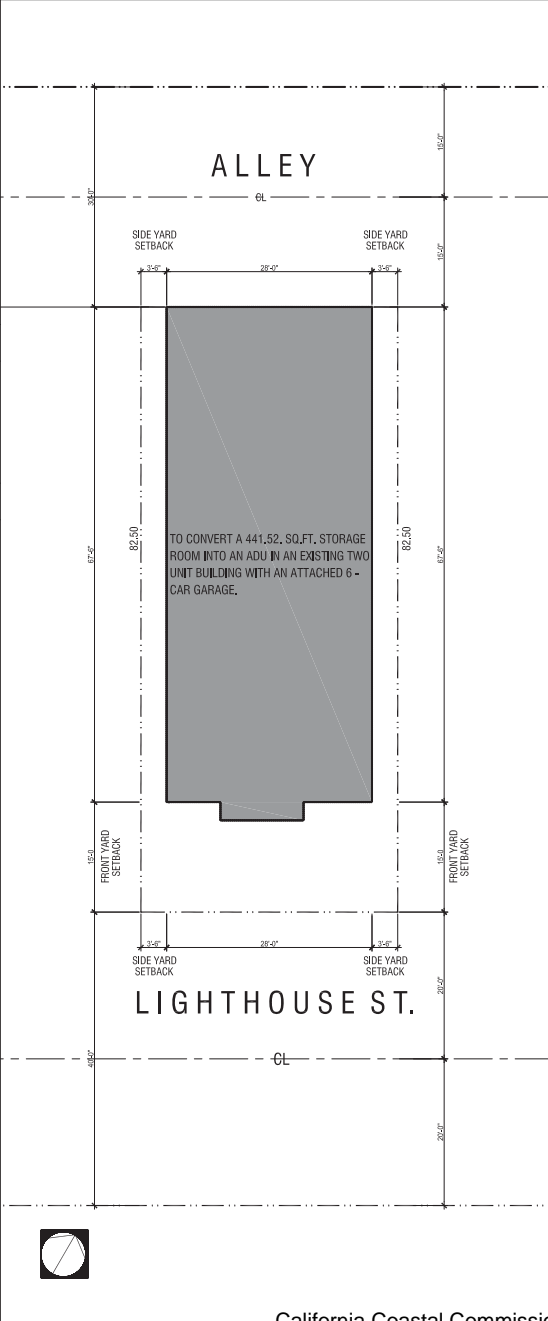 15'-0"
ALLEY
30'-0"
CL
SIDE YARD
SETBACK
SIDE YARD
SETBACK
15'-0"
3'-6"
28'-0"
3'-6"
82.50
82.50
67'-6"
67'-6"
TO CONVERT A 441.52. SQ.FT. STORAGE
ROOM INTO AN ADU IN AN EXISTING TWO
UNIT BUILDING WITH AN ATTACHED 6 -
CAR GARAGE.
15'-0
FRONT YARD
SETBACK
15'-0
FRONT YARD
SETBACK
3'-6"
28'-0"
3'-6"
SIDE YARD
SETBACK
SIDE YARD
SETBACK
20'-0"
LIGHTHOUSE ST.
40'-0"
CL
20'-0"
California Coastal Commissi